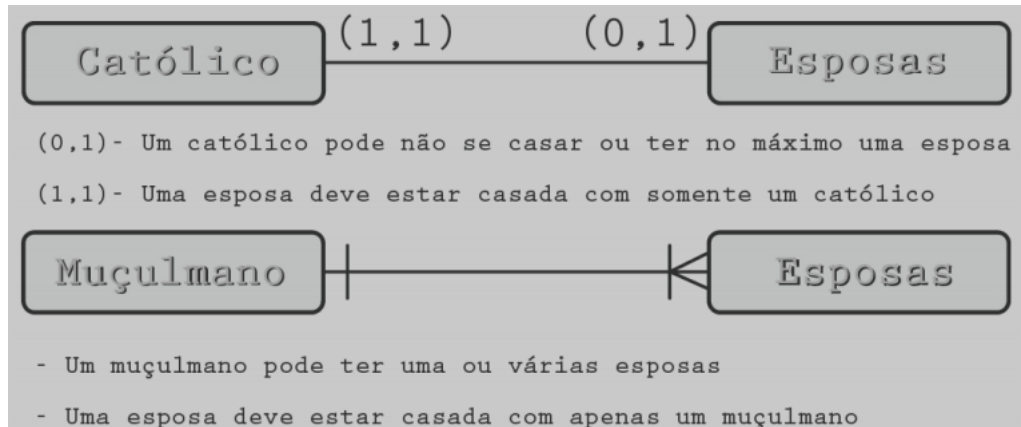 Católico (1,1) (0,1) Esposas
(0,1)- Um católico pode não se casar ou ter no máximo uma esposa
(1,1)- Uma esposa deve estar casada com somente um católico
Muçulmano Esposas
- Um muçulmano pode ter uma ou várias esposas
- Uma esposa deve estar casada com apenas um muçulmano